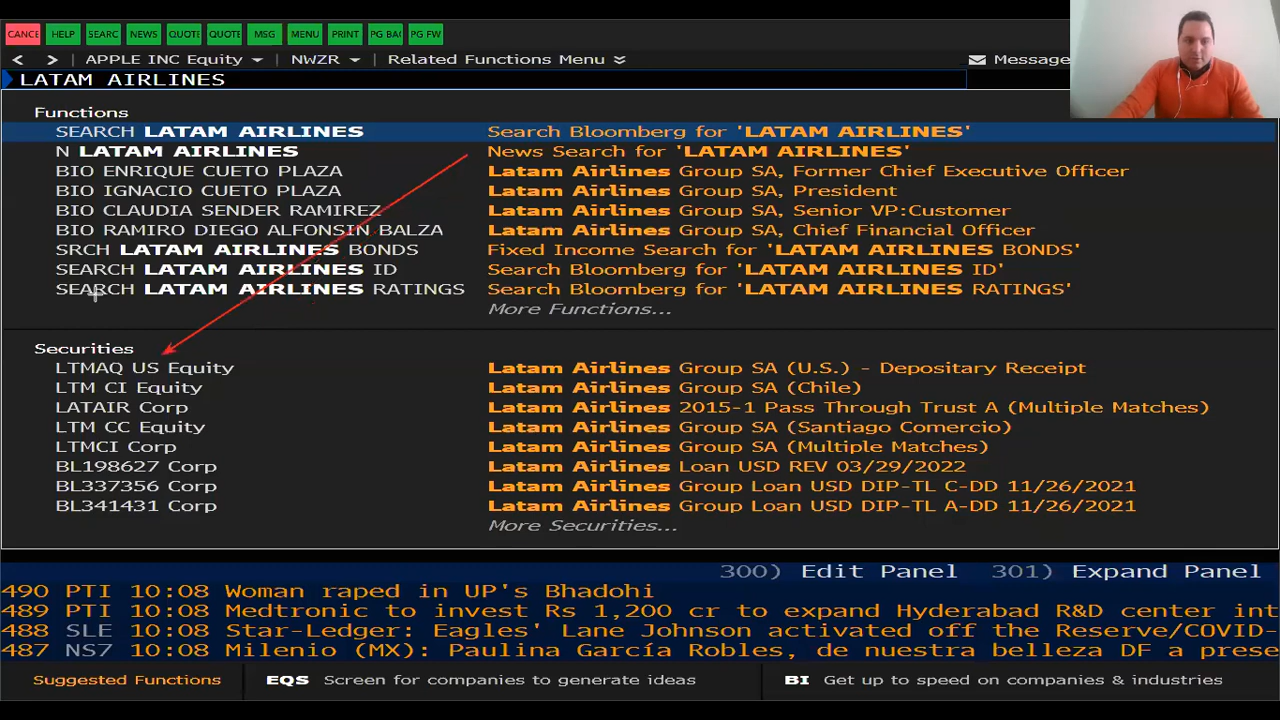 CANCE HELP SEARC NEWS QUOTE QUOTE MSG MENU PRINT PG BAC PG FW
< > APPLE INC Equity NWZR Related Functions Menu Message
LATAM AIRLINES
Functions
SEARCH LATAM AIRLINES Search Bloomberg for 'LATAM AIRLINES'
N LATAM AIRLINES News Search for 'LATAM AIRLINES'
BIO ENRIQUE CUETO PLAZA Latam Airlines Group SA, Former Chief Executive Officer
BIO IGNACIO CUETO PLAZA Latam Airlines Group SA, President
BIO CLAUDIA SENDER RAMIREZ Latam Airlines Group SA, Senior VP:Customer
BIO RAMIRO DIEGO ALFONSIN BALZA Latam Airlines Group SA, Chief Financial Officer
SRCH LATAM AIRLINES BONDS Fixed Income Search for 'LATAM AIRLINES BONDS'
SEARCH LATAM AIRLINES ID Search Bloomberg for 'LATAM AIRLINES ID'
SEARCH LATAM AIRLINES RATINGS Search Bloomberg for 'LATAM AIRLINES RATINGS'
More Functions...
Securities
LTMAQ US Equity Latam Airlines Group SA (U.S.) - Depositary Receipt
LTM CI Equity Latam Airlines Group SA (Chile)
LATAIR Corp Latam Airlines 2015-1 Pass Through Trust A (Multiple Matches)
LTM CC Equity Latam Airlines Group SA (Santiago Comercio)
LTMCI Corp Latam Airlines Group SA (Multiple Matches)
BL198627 Corp Latam Airlines Loan USD REV 03/29/2022
BL337356 Corp Latam Airlines Group Loan USD DIP-TL C-DD 11/26/2021
BL341431 Corp Latam Airlines Group Loan USD DIP-TL A-DD 11/26/2021
More Securities...
300) Edit Panel 301) Expand Panel
490 PTI 10:08 Woman raped in UP's Bhadohi
489 PTI 10:08 Medtronic to invest Rs 1,200 cr to expand Hyderabad R&D center int
488 SLE 10:08 Star-Ledger: Eagles' Lane Johnson activated off the Reserve/COVID-
487 NS7 10:08 Milenio (MX): Paulina García Robles, de nuestra belleza DF a prese
Suggested Functions EQS Screen for companies to generate ideas BI Get up to speed on companies & industries